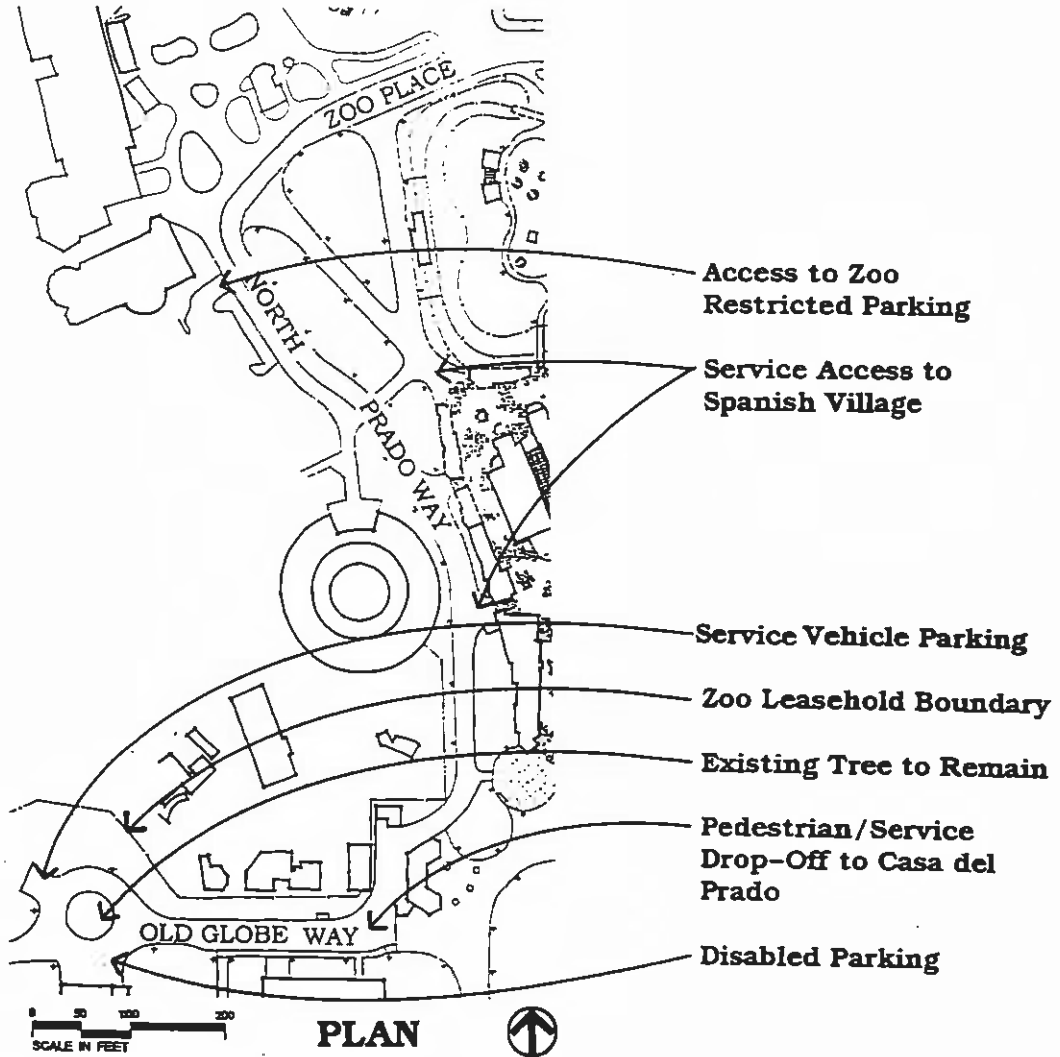 ZOO PLACE
NORTH
PRADO WAY
Access to Zoo
Restricted Parking
Service Access to
Spanish Village
Service Vehicle Parking
Zoo Leasehold Boundary
Existing Tree to Remain
Pedestrian/Service
Drop-Off to Casa del
Prado
OLD GLOBE WAY
Disabled Parking
0 50 100 200
SCALE IN FEET
PLAN